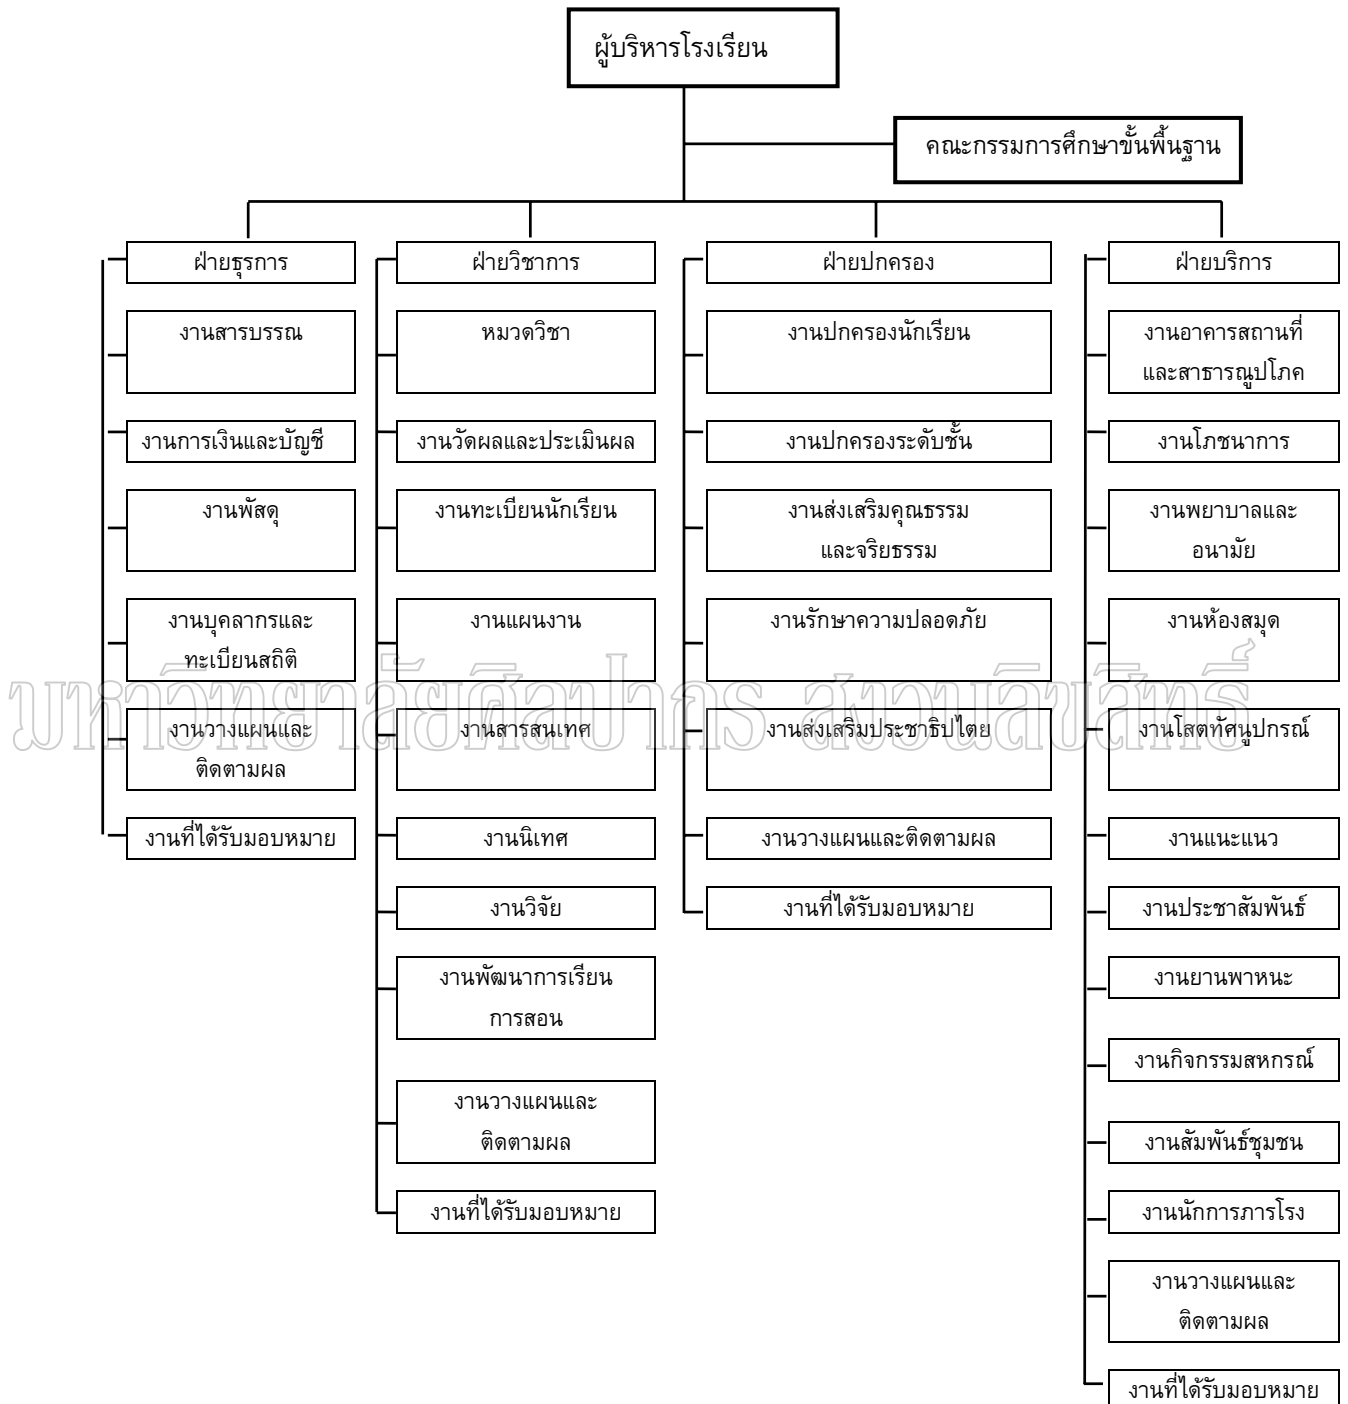 ผู้บริหารโรงเรียน
คณะกรรมการศึกษาขั้นพื้นฐาน
ฝ่ายธุรการ
งานสารบรรณ
งานการเงินและบัญชี
งานพัสดุ
งานบุคลากรและ
ทะเบียนสถิติ
งานวางแผนและ
ติดตามผล
งานที่ได้รับมอบหมาย
ฝ่ายวิชาการ
หมวดวิชา
งานวัดผลและประเมินผล
งานทะเบียนนักเรียน
งานแผนงาน
งานสารสนเทศ
งานนิเทศ
งานวิจัย
งานพัฒนาการเรียน
การสอน
งานวางแผนและ
ติดตามผล
งานที่ได้รับมอบหมาย
ฝ่ายปกครอง
งานปกครองนักเรียน
งานปกครองระดับชั้น
งานส่งเสริมคุณธรรม
และจริยธรรม
งานรักษาความปลอดภัย
งานส่งเสริมประชาธิปไตย
งานวางแผนและติดตามผล
งานที่ได้รับมอบหมาย
ฝ่ายบริการ
งานอาคารสถานที่
และสาธารณูปโภค
งานโภชนาการ
งานพยาบาลและ
อนามัย
งานห้องสมุด
งานโสตทัศนูปกรณ์
งานแนะแนว
งานประชาสัมพันธ์
งานยานพาหนะ
งานกิจกรรมสหกรณ์
งานสัมพันธ์ชุมชน
งานนักการภารโรง
งานวางแผนและ
ติดตามผล
งานที่ได้รับมอบหมาย
มหาวิทยาลัยศิลปากร สงวนลิขสิทธิ์